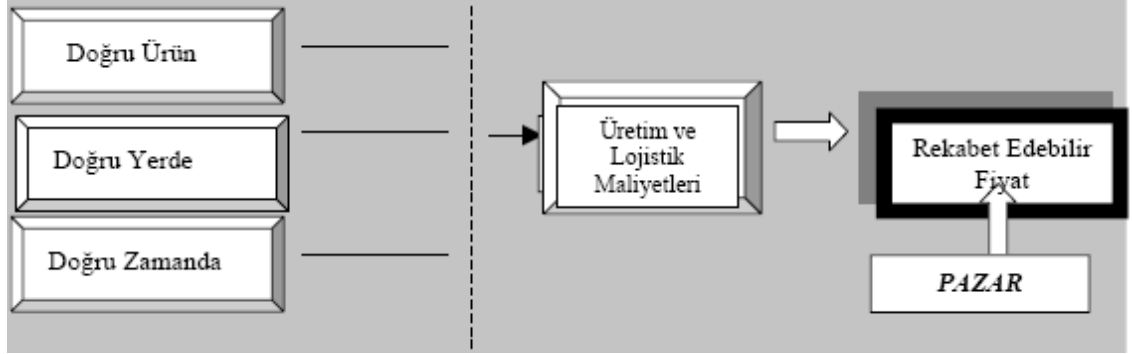 Doğru Ürün
Doğru Yerde
Doğru Zamanda
Üretim ve
Lojistik
Maliyetleri
Rekabet Edebilir
Fiyat
PAZAR